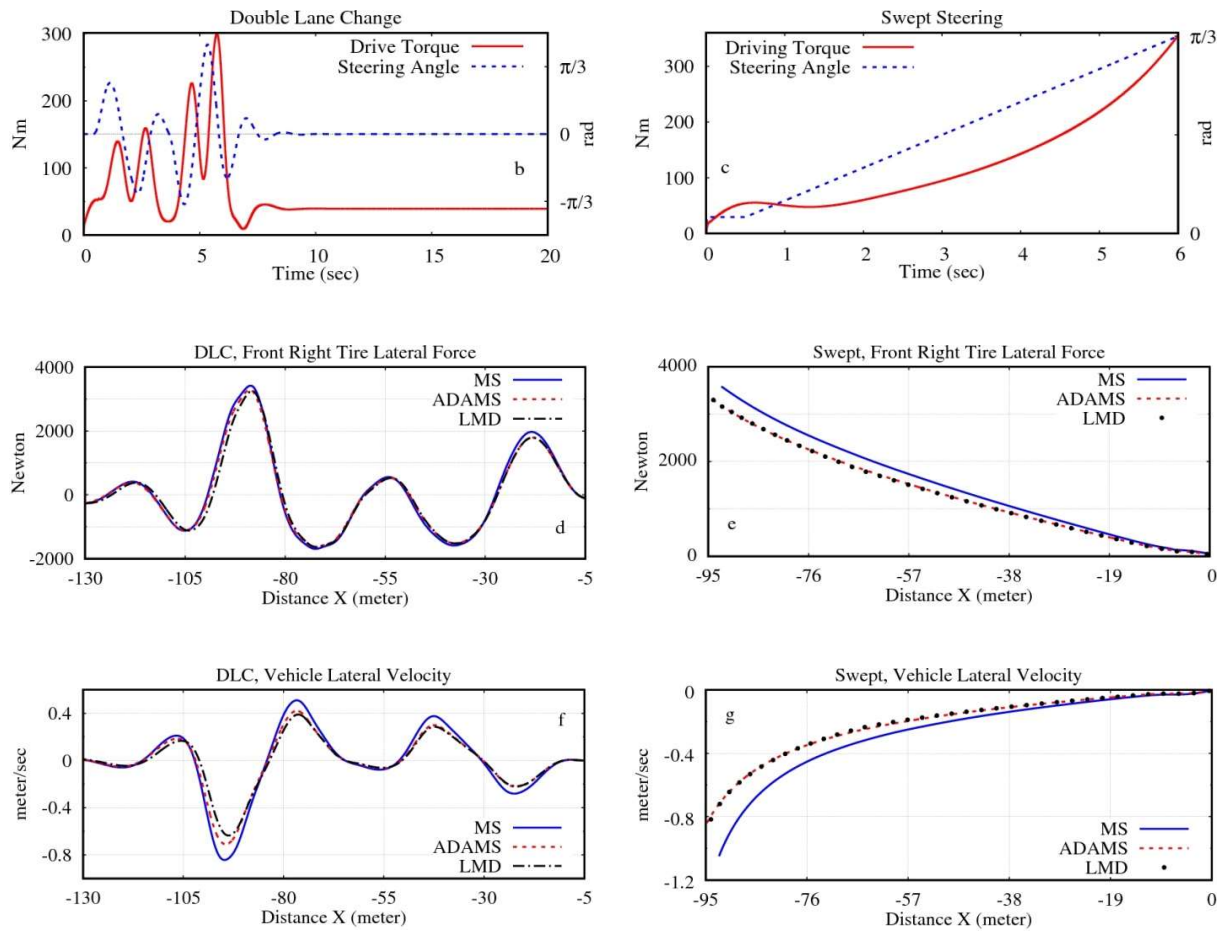 Double Lane Change
300
200
100
0
Nm
Drive Torque
Steering Angle
b
π/3
0
-π/3
rad
0
5
10
15
20
Time (sec)
Swept Steering
300
200
100
0
Nm
Driving Torque
Steering Angle
c
π/3
0
rad
0
1
2
3
4
5
6
Time (sec)
DLC, Front Right Tire Lateral Force
4000
2000
0
-2000
Newton
MS
ADAMS
LMD
d
-130
-105
-80
-55
-30
-5
Distance X (meter)
Swept, Front Right Tire Lateral Force
4000
2000
0
Newton
MS
ADAMS
LMD
e
-95
-76
-57
-38
-19
0
Distance X (meter)
DLC, Vehicle Lateral Velocity
0.4
0
-0.4
-0.8
meter/sec
f
MS
ADAMS
LMD
-130
-105
-80
-55
-30
-5
Distance X (meter)
Swept, Vehicle Lateral Velocity
0
-0.4
-0.8
-1.2
meter/sec
g
MS
ADAMS
LMD
-95
-76
-57
-38
-19
0
Distance X (meter)